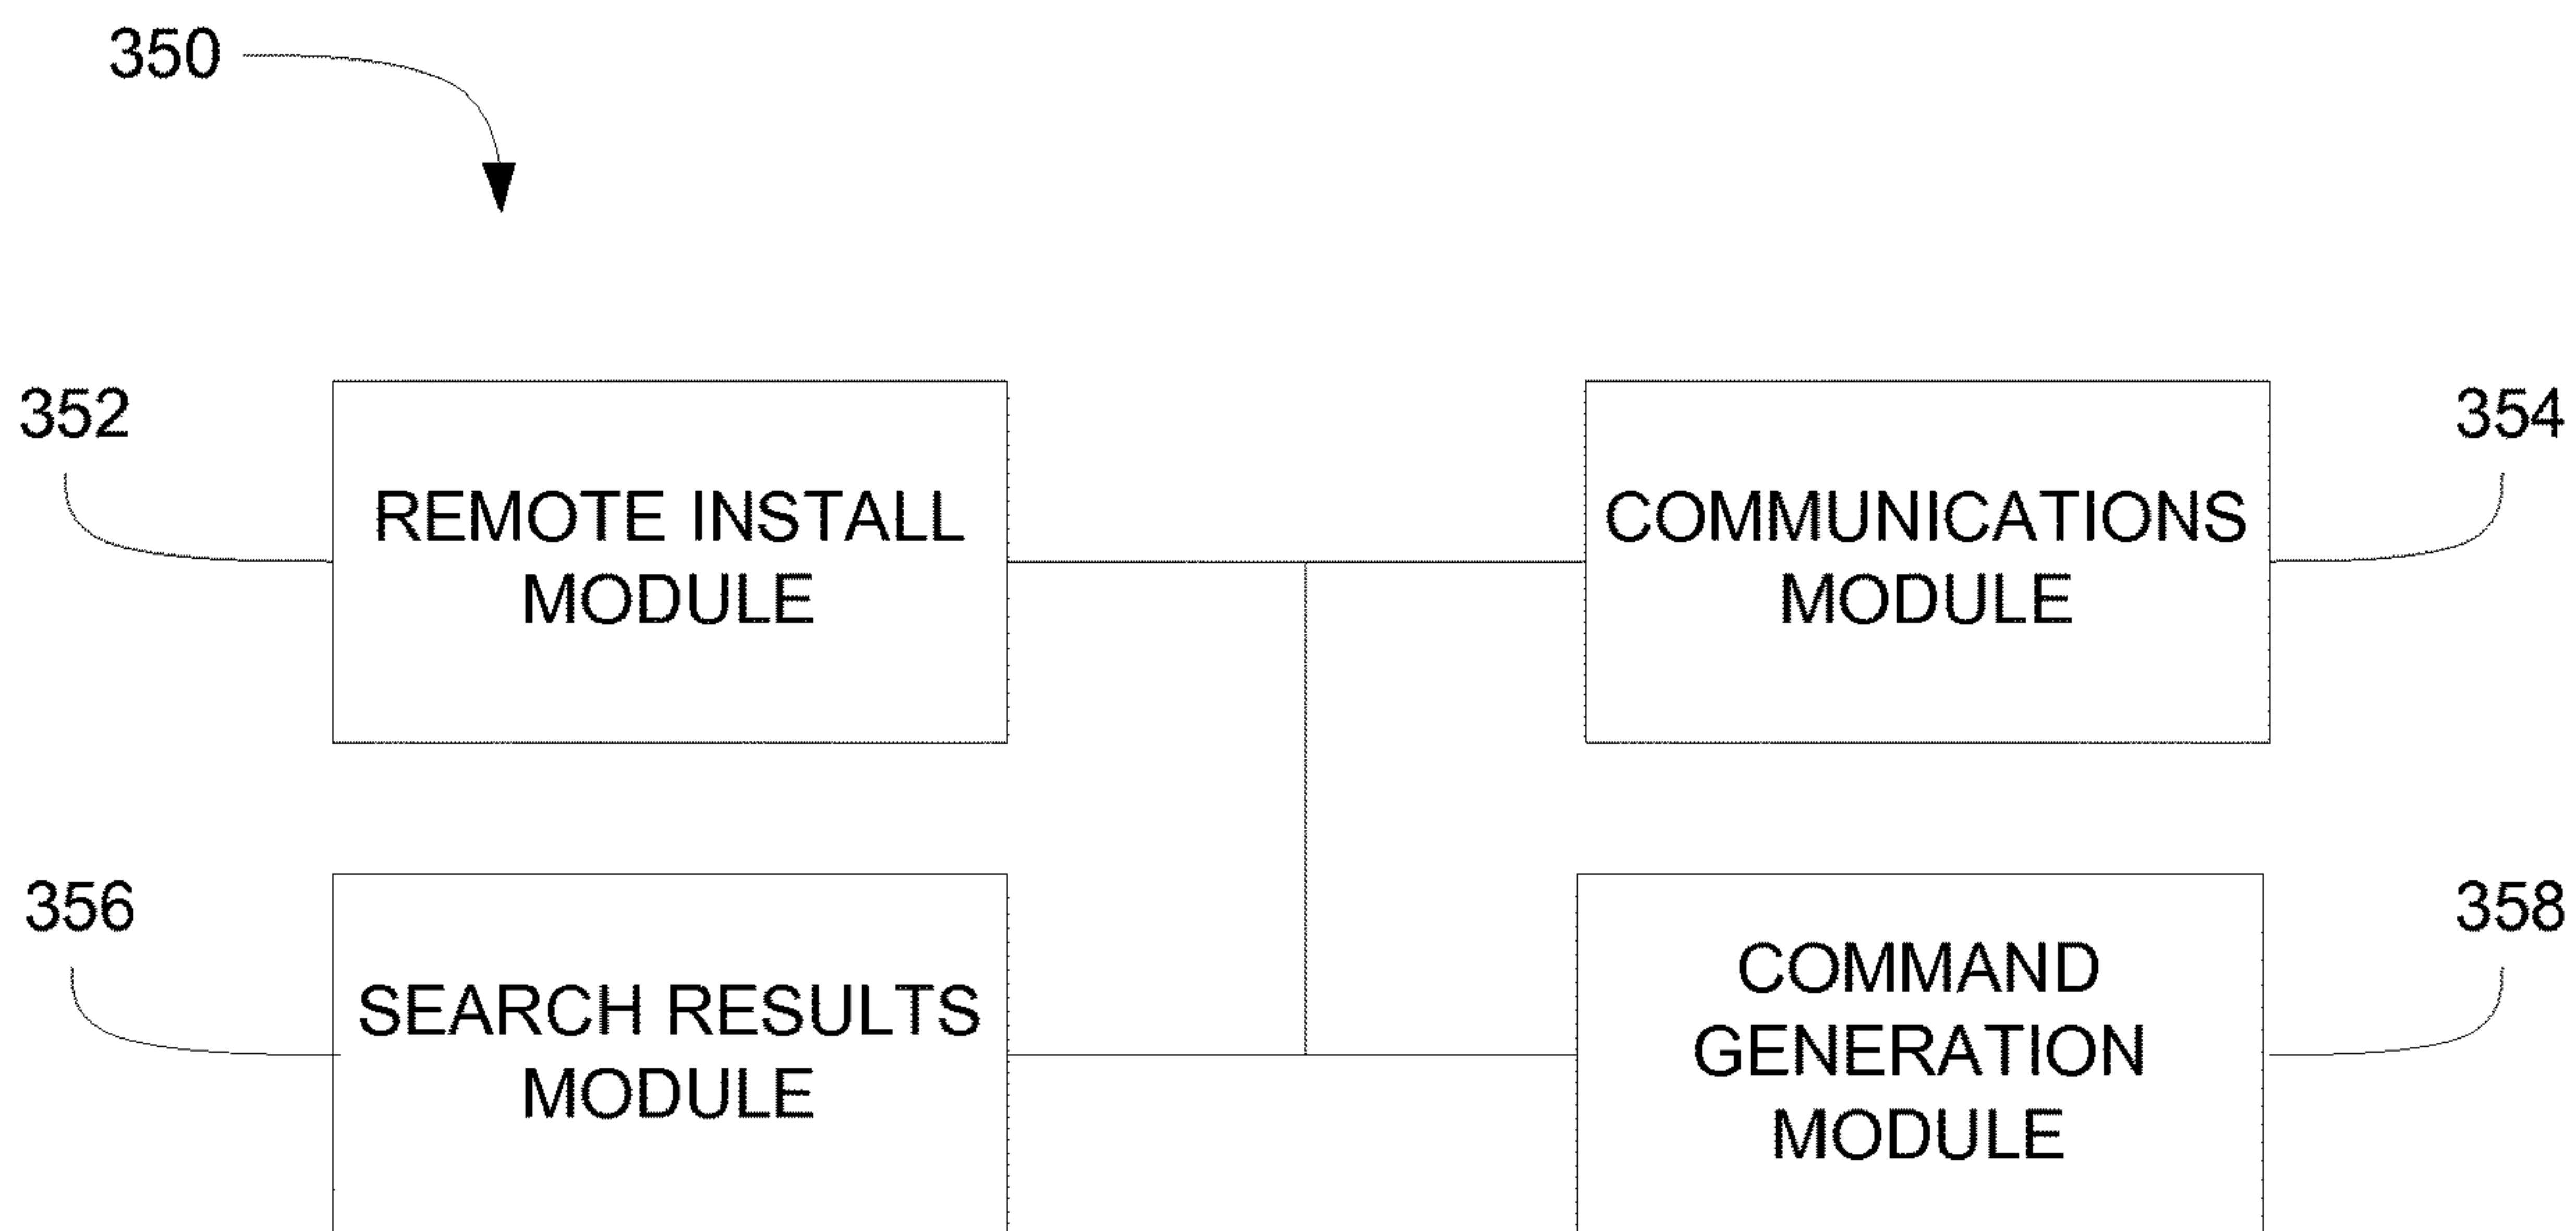 350
352
REMOTE INSTALL
MODULE
COMMUNICATIONS
MODULE
354
356
SEARCH RESULTS
MODULE
COMMAND
GENERATION
MODULE
358